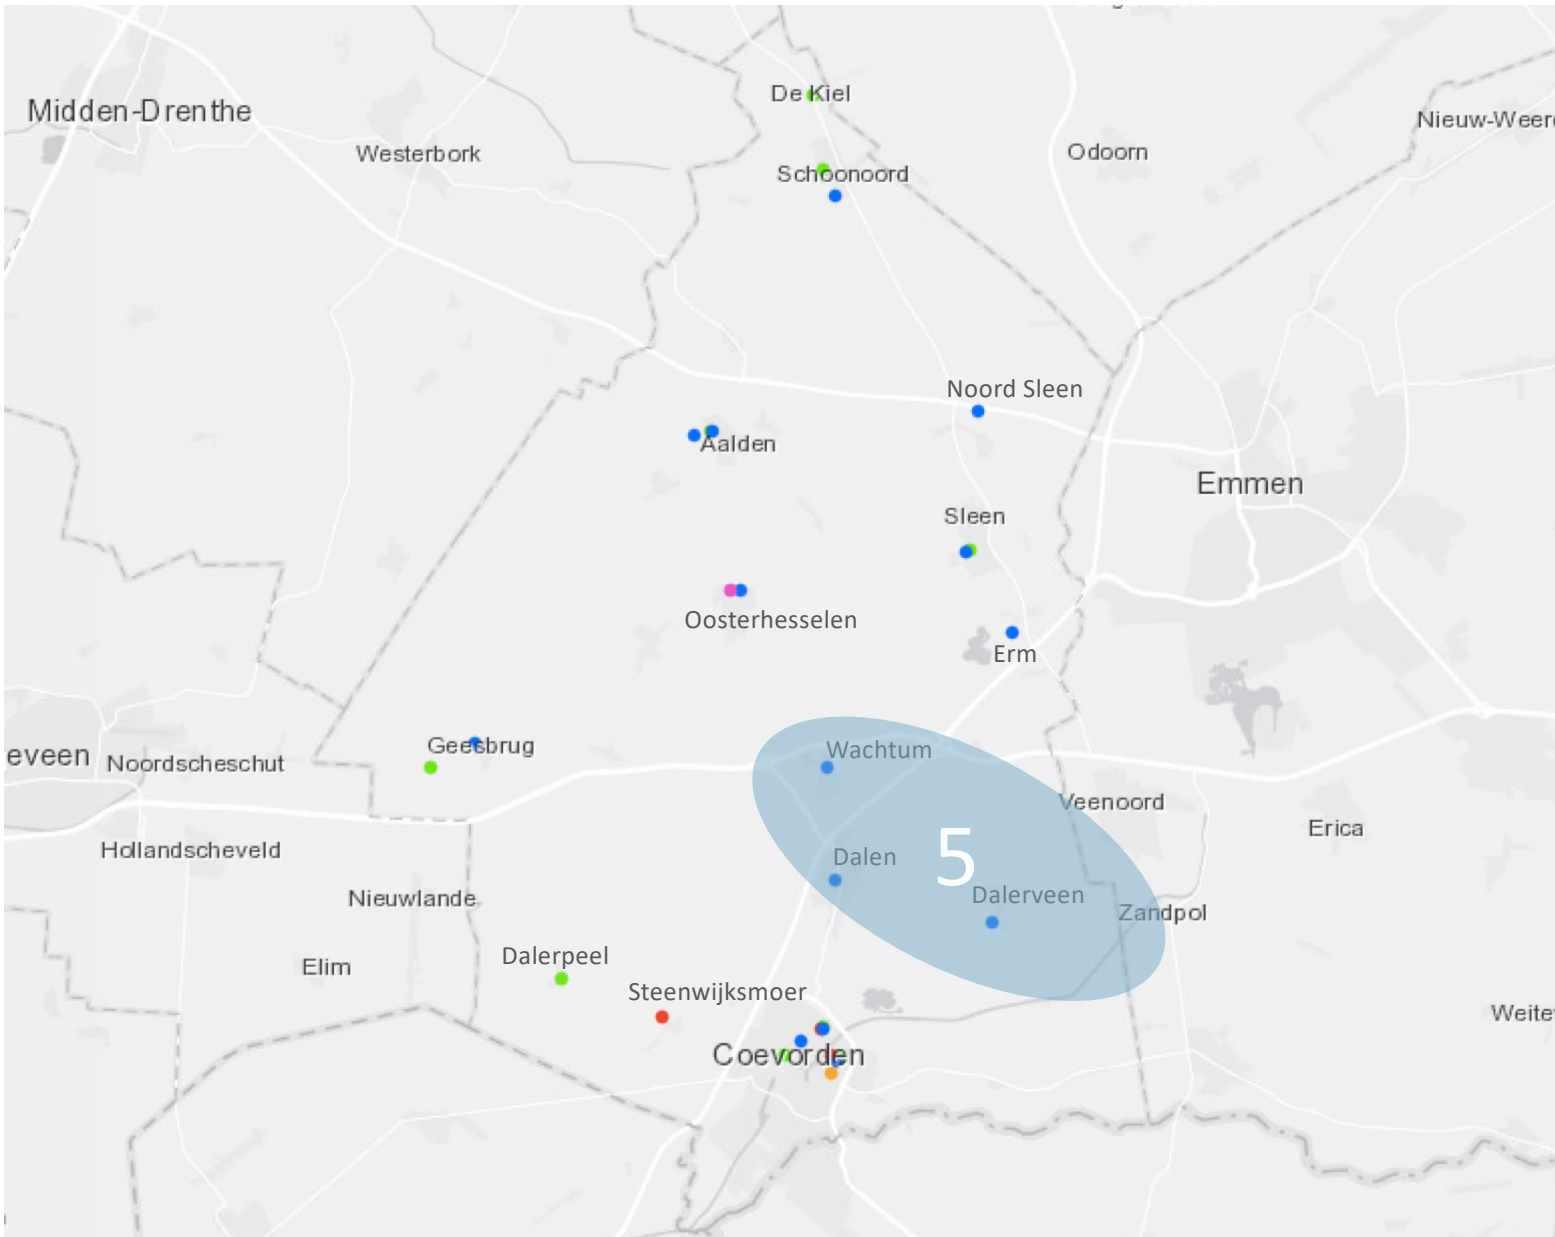 De Kiel
Midden-Drenthe
Nieuw-Weer
Westerbork
Odoorn
Schoonoord
Noord Sleen
Aalden
Emmen
Sleen
Oosterhesselen
Erm
Geesbrug
Wachtum
eveen
Noordscheschut
Veenoord
Erica
Hollandscheveld
Dalen
5
Dalerveen
Nieuwlande
Zandpol
Dalerpeel
Elim
Steenwijksmoer
Weite
Coevorden